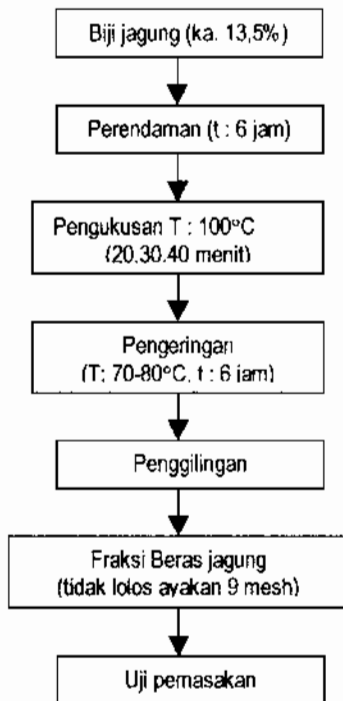 Biji jagung (ka. 13,5%)
Perendaman (t : 6 jam)
Pengukusan T : 100°C
(20,30,40 menit)
Pengeringan
(T: 70-80°C, t : 6 jam)
Penggilingan
Fraksi Beras jagung
(tidak lolos ayakan 9 mesh)
Uji pemasakan